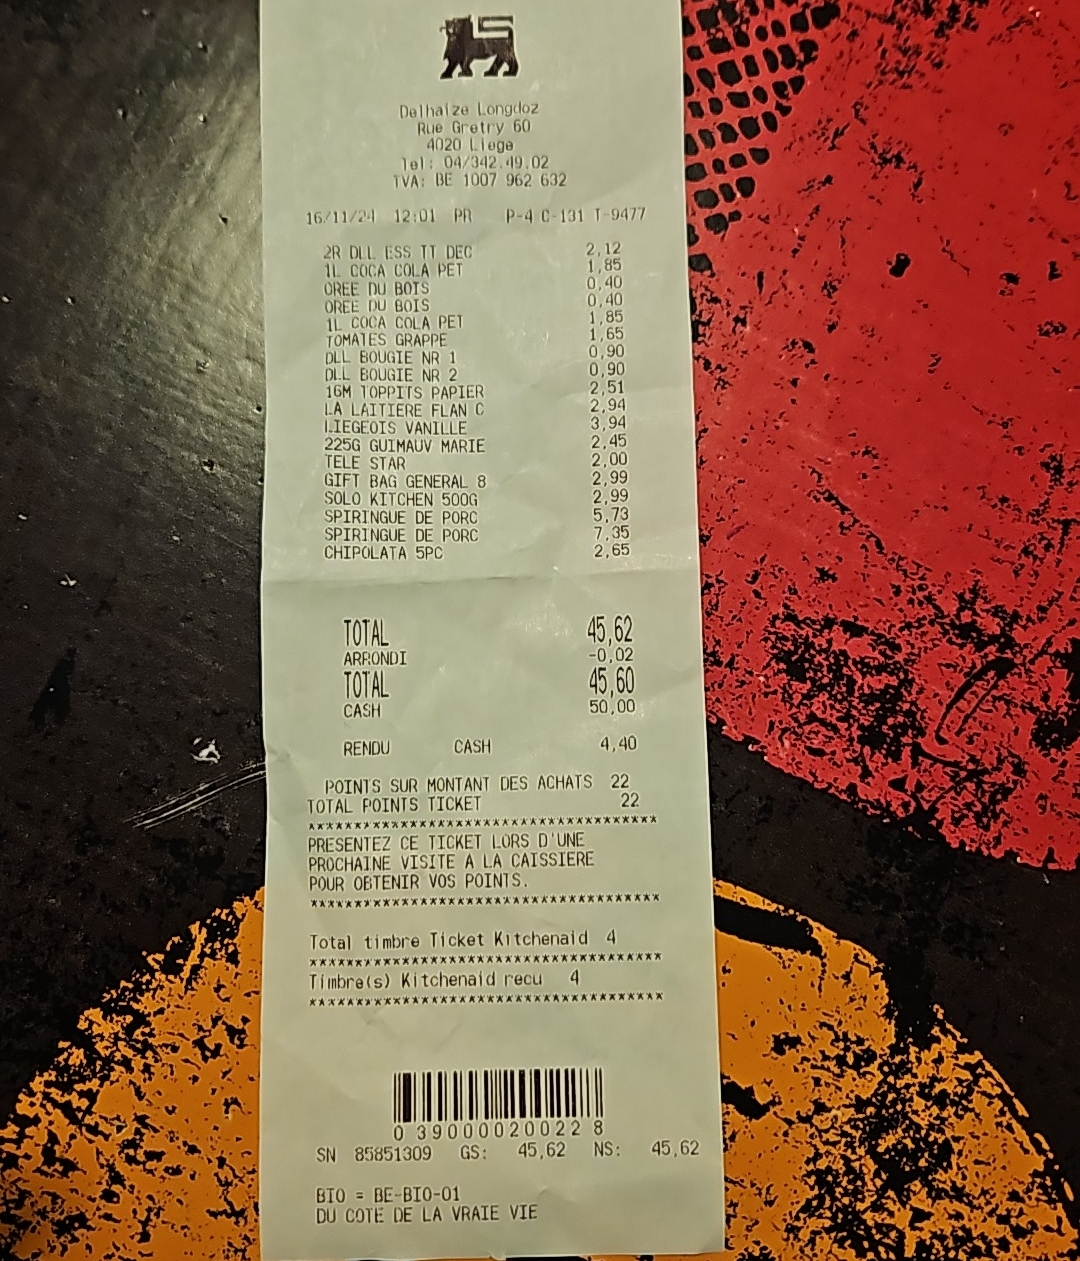 Delhaize Longdoz
Rue Gretry 60
4020 Liege
Tel: 04/342.49.02
TVA: BE 1007 962 632
16/11/24 12:01 PR P-4 C-131 T-9477
2R DLL ESS TT DEC 2,12
1L COCA COLA PET 1,85
OREE DU BOIS 0,40
OREE DU BOIS 0,40
1L COCA COLA PET 1,85
TOMATES GRAPPE 1,65
DLL BOUGIE NR 1 0,90
DLL BOUGIE NR 2 0,90
16M TOPPITS PAPIER 2,51
LA LAITIERE FLAN C 2,94
LIEGEOIS VANILLE 3,94
225G GUIMAUV MARIE 2,45
TELE STAR 2,00
GIFT BAG GENERAL 8 2,99
SOLO KITCHEN 500G 2,99
SPIRINGUE DE PORC 5,73
SPIRINGUE DE PORC 7,35
CHIPOLATA 5PC 2,65
TOTAL 45,62
ARRONDI -0,02
TOTAL 45,60
CASH 50,00
RENDU CASH 4,40
POINTS SUR MONTANT DES ACHATS 22
TOTAL POINTS TICKET 22
************************************
PRESENTEZ CE TICKET LORS D'UNE
PROCHAINE VISITE A LA CAISSIERE
POUR OBTENIR VOS POINTS.
************************************
Total timbre Ticket Kitchenaid 4
************************************
Timbre(s) Kitchenaid recu 4
************************************
0 39000020022 8
SN 85851309 GS: 45,62 NS: 45,62
BIO = BE-BIO-01
DU COTE DE LA VRAIE VIE